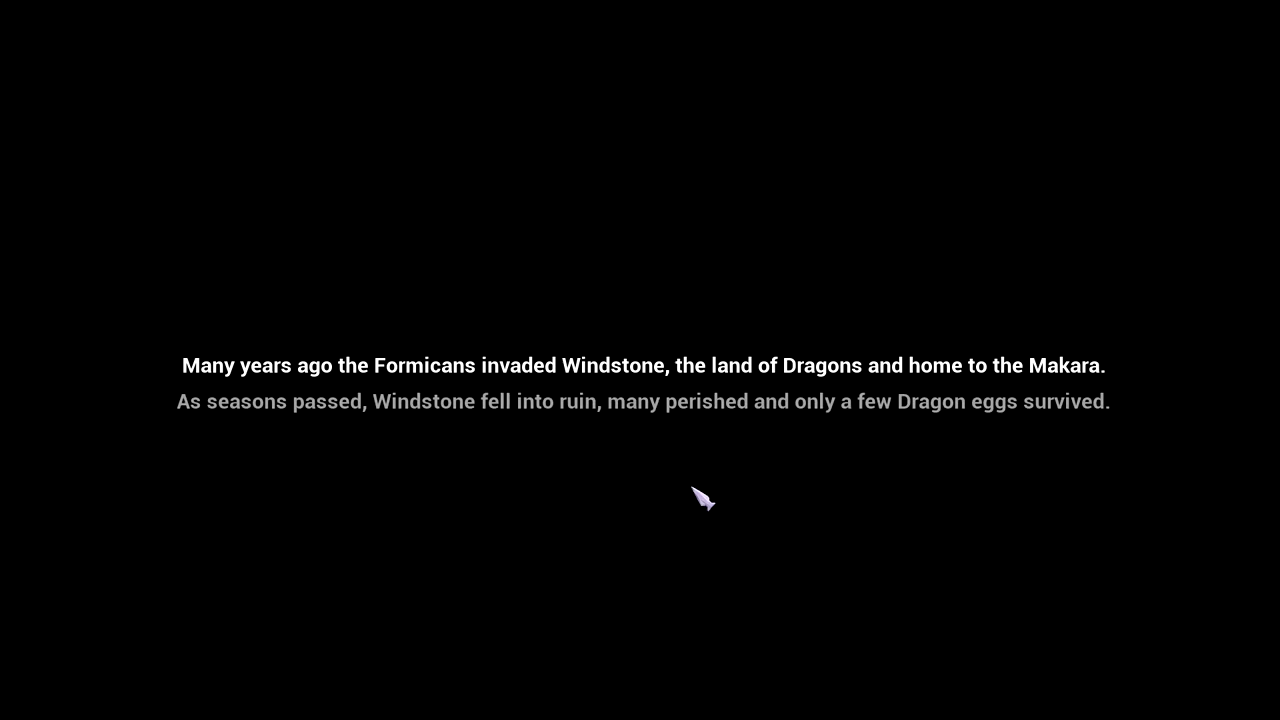 Many years ago the Formicans invaded Windstone, the land of Dragons and home to the Makara.
As seasons passed, Windstone fell into ruin, many perished and only a few Dragon eggs survived.